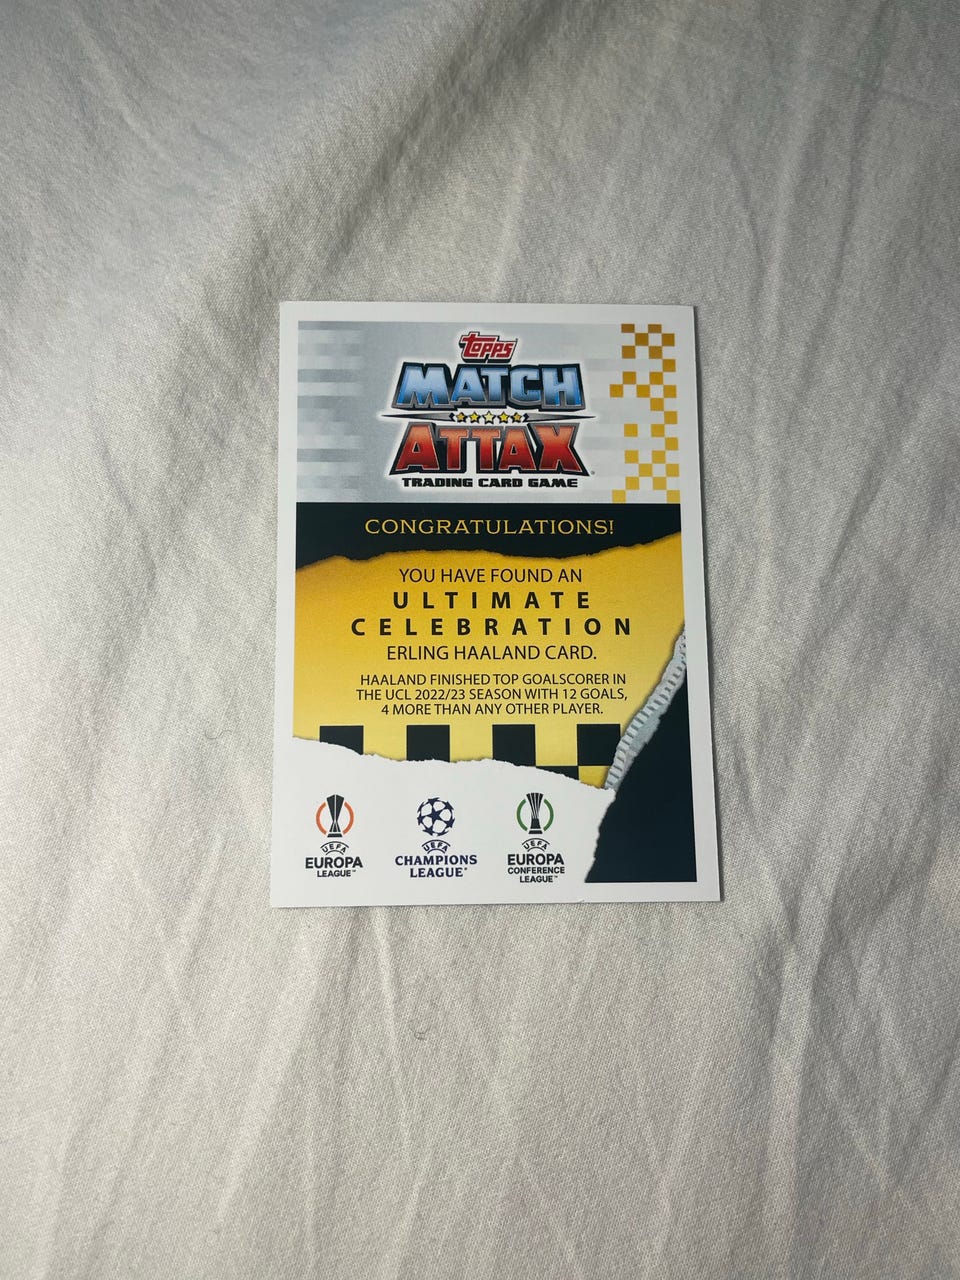 topps
MATCH
ATTAX
TRADING CARD GAME
CONGRATULATIONS!
YOU HAVE FOUND AN
ULTIMATE
CELEBRATION
ERLING HAALAND CARD.
HAALAND FINISHED TOP GOALSCORER IN
THE UCL 2022/23 SEASON WITH 12 GOALS,
4 MORE THAN ANY OTHER PLAYER.
UEFA
EUROPA
LEAGUE™
UEFA
CHAMPIONS
LEAGUE®
UEFA
EUROPA
CONFERENCE
LEAGUE™